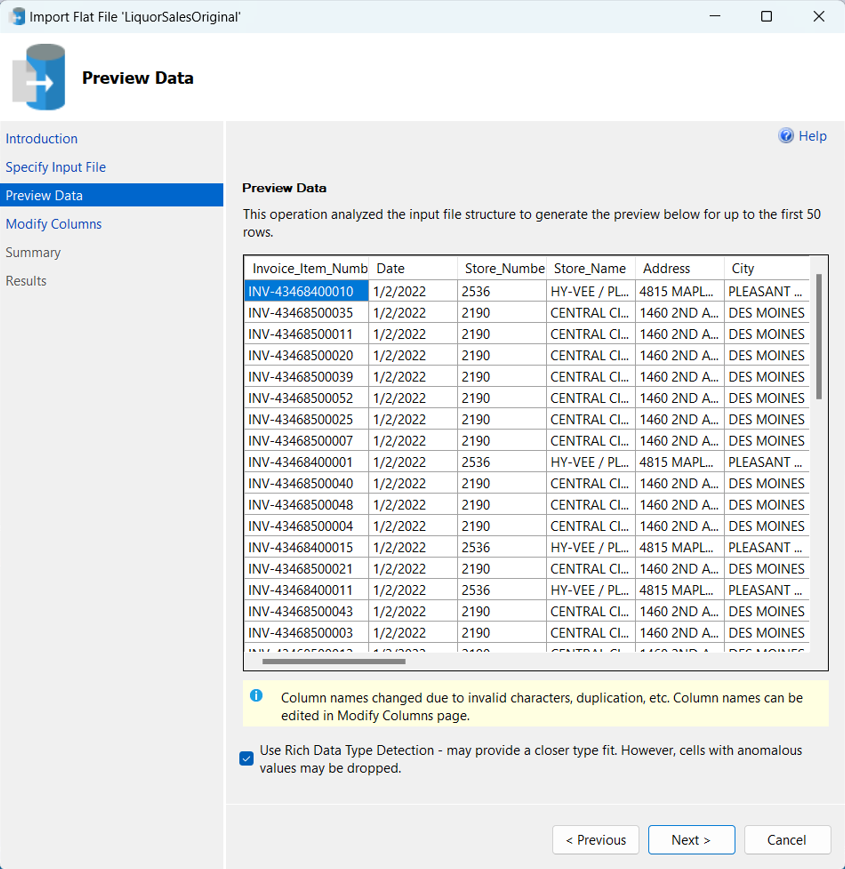 Import Flat File 'LiquorSalesOriginal'
Preview Data
Introduction
Specify Input File
Preview Data
Modify Columns
Summary
Results
Help
Preview Data
This operation analyzed the input file structure to generate the preview below for up to the first 50
rows.
Invoice_Item_Numb Date Store_Numbe Store_Name Address City
INV-43468400010 1/2/2022 2536 HY-VEE / PL... 4815 MAPL... PLEASANT ...
INV-43468500035 1/2/2022 2190 CENTRAL CI... 1460 2ND A... DES MOINES
INV-43468500011 1/2/2022 2190 CENTRAL CI... 1460 2ND A... DES MOINES
INV-43468500020 1/2/2022 2190 CENTRAL CI... 1460 2ND A... DES MOINES
INV-43468500039 1/2/2022 2190 CENTRAL CI... 1460 2ND A... DES MOINES
INV-43468500052 1/2/2022 2190 CENTRAL CI... 1460 2ND A... DES MOINES
INV-43468500025 1/2/2022 2190 CENTRAL CI... 1460 2ND A... DES MOINES
INV-43468500007 1/2/2022 2190 CENTRAL CI... 1460 2ND A... DES MOINES
INV-43468400001 1/2/2022 2536 HY-VEE / PL... 4815 MAPL... PLEASANT ...
INV-43468500040 1/2/2022 2190 CENTRAL CI... 1460 2ND A... DES MOINES
INV-43468500048 1/2/2022 2190 CENTRAL CI... 1460 2ND A... DES MOINES
INV-43468500004 1/2/2022 2190 CENTRAL CI... 1460 2ND A... DES MOINES
INV-43468400015 1/2/2022 2536 HY-VEE / PL... 4815 MAPL... PLEASANT ...
INV-43468500021 1/2/2022 2190 CENTRAL CI... 1460 2ND A... DES MOINES
INV-43468400011 1/2/2022 2536 HY-VEE / PL... 4815 MAPL... PLEASANT ...
INV-43468500043 1/2/2022 2190 CENTRAL CI... 1460 2ND A... DES MOINES
INV-43468500003 1/2/2022 2190 CENTRAL CI... 1460 2ND A... DES MOINES
Column names changed due to invalid characters, duplication, etc. Column names can be
edited in Modify Columns page.
Use Rich Data Type Detection - may provide a closer type fit. However, cells with anomalous
values may be dropped.
< Previous Next > Cancel